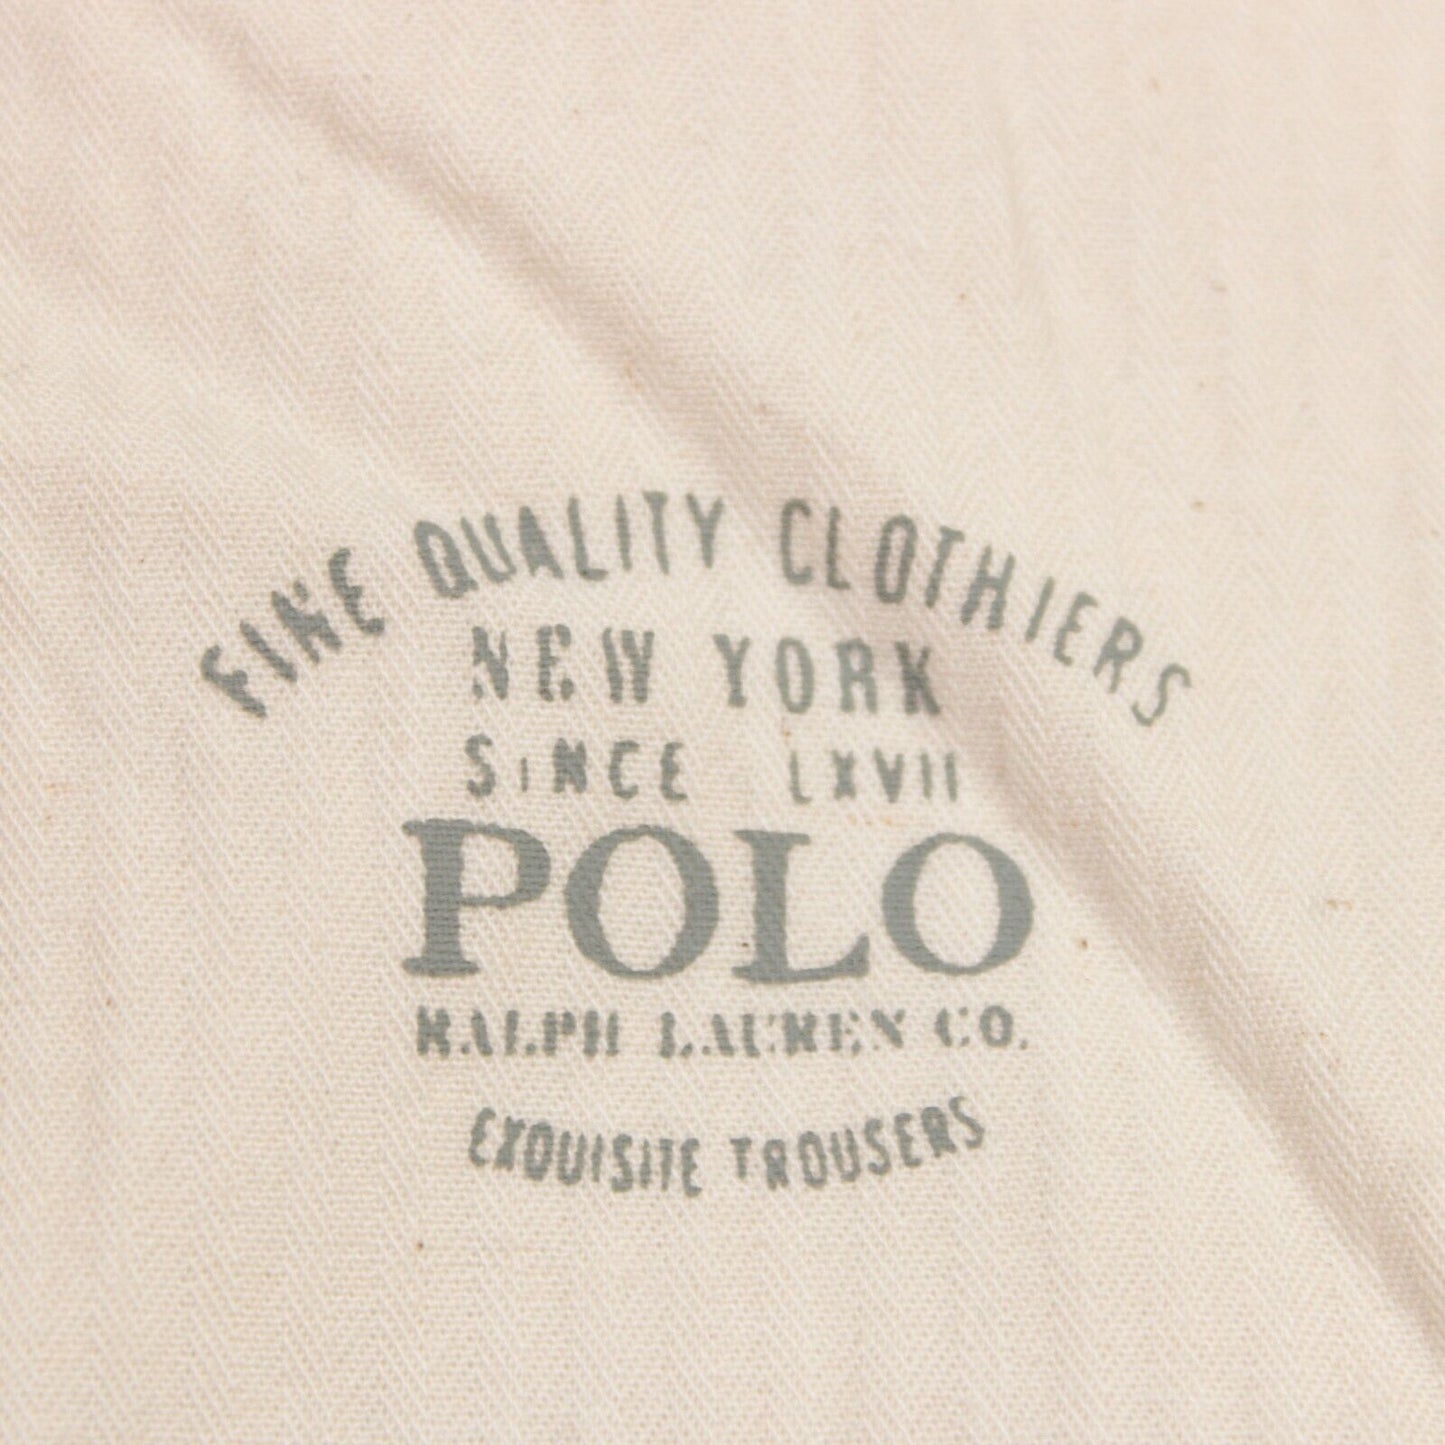 FINE QUALITY CLOTHIERS
NEW YORK
SINCE LXVII
POLO
RALPH LAUREN CO.
EXQUISITE TROUSERS